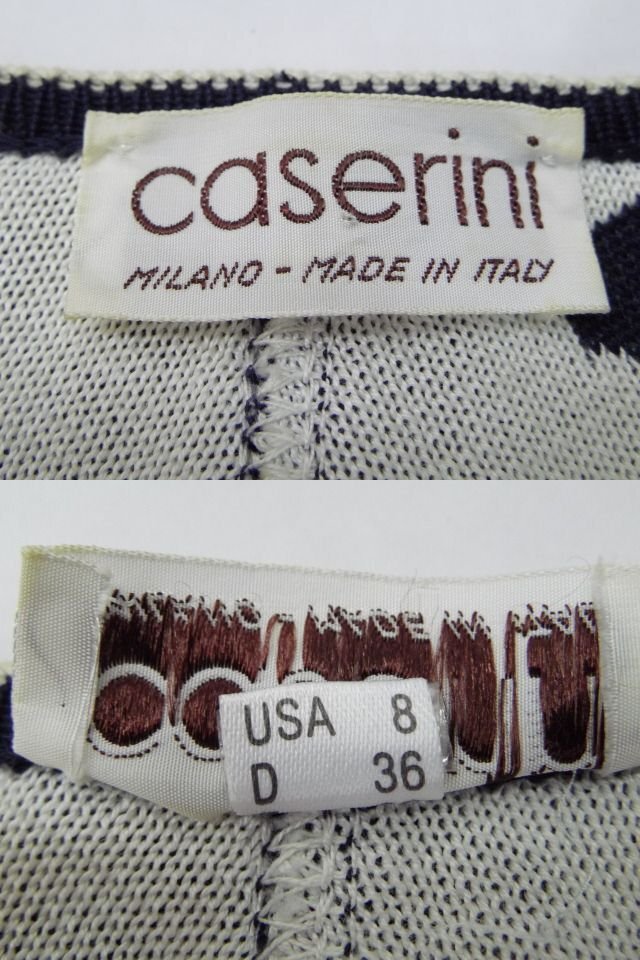 caserini
MILANO - MADE IN ITALY
USA 8
D 36